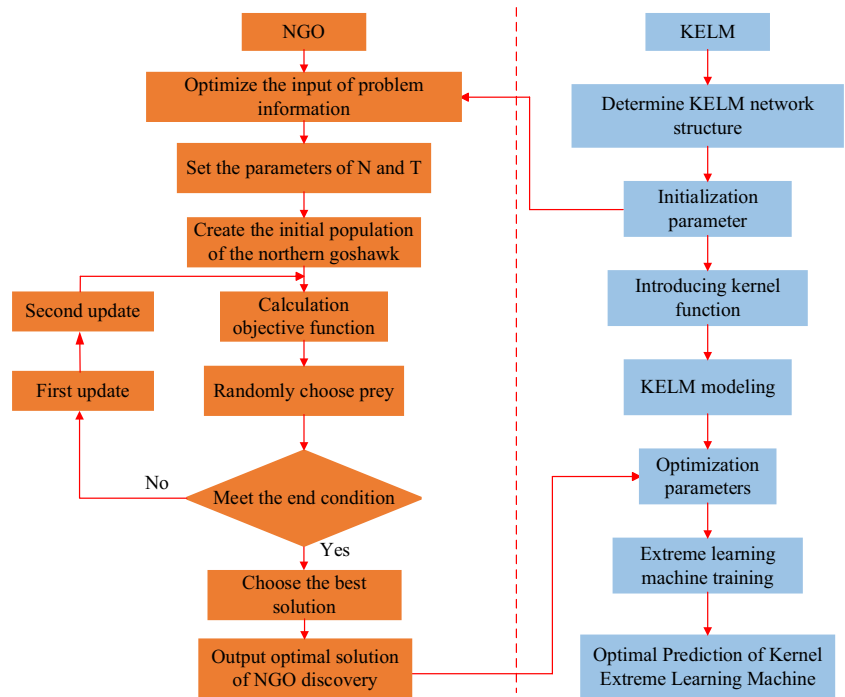 NGO
Optimize the input of problem
information
Set the parameters of N and T
Create the initial population
of the northern goshawk
Second update
Calculation
objective function
First update
Randomly choose prey
No
Meet the end condition
Yes
Choose the best
solution
Output optimal solution
of NGO discovery
KELM
Determine KELM network
structure
Initialization
parameter
Introducing kernel
function
KELM modeling
Optimization
parameters
Extreme learning
machine training
Optimal Prediction of Kernel
Extreme Learning Machine